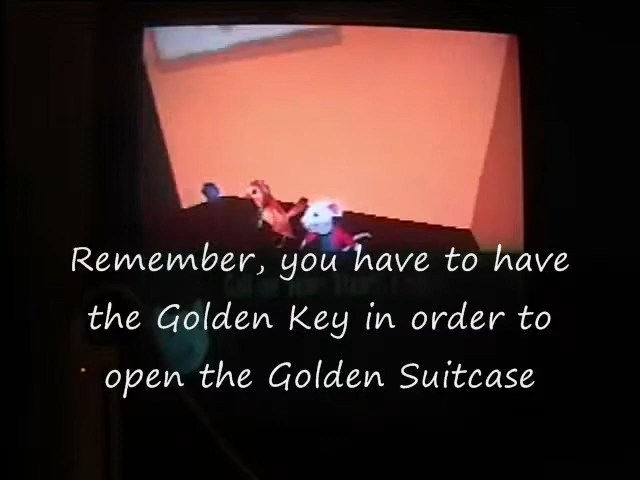 Remember, you have to have
the Golden Key in order to
open the Golden Suitcase